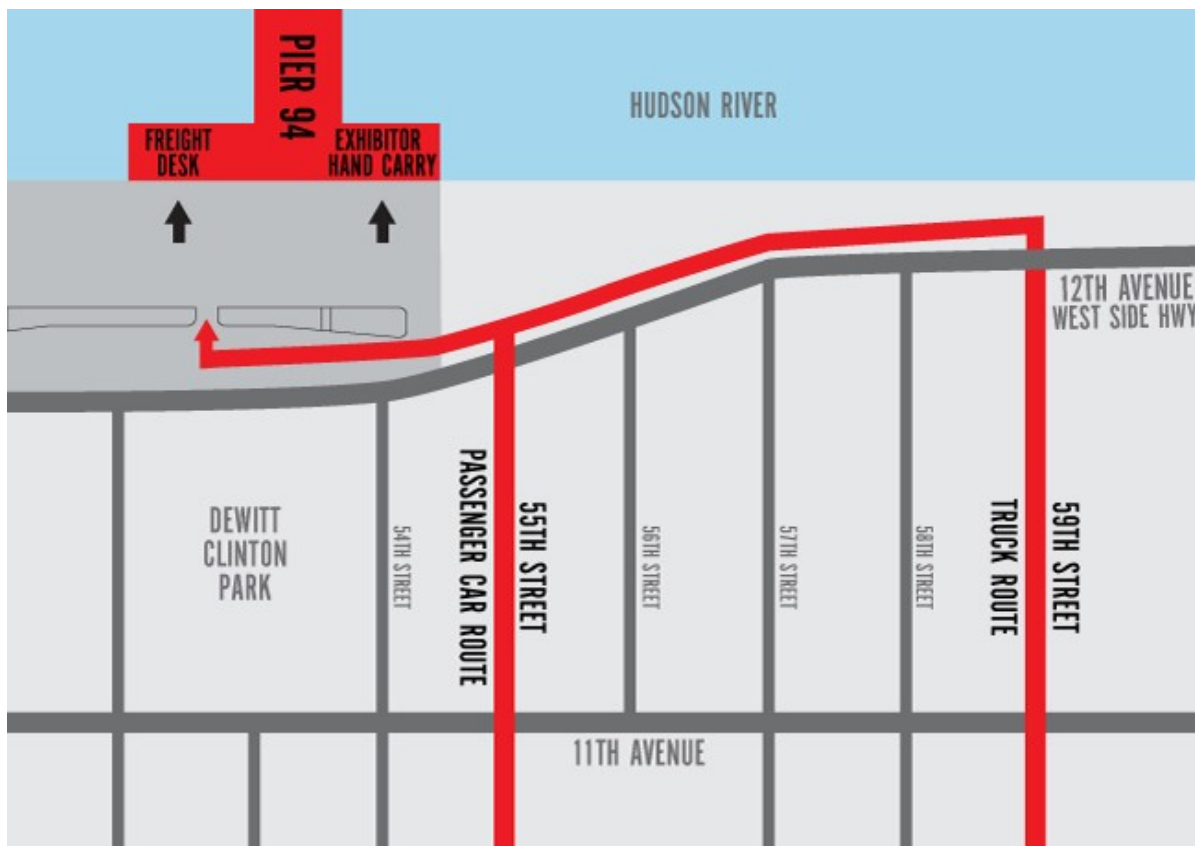 PIER 94
FREIGHT
DESK
EXHIBITOR
HAND CARRY
HUDSON RIVER
12TH AVENUE
WEST SIDE HWY
DEWITT
CLINTON
PARK
54TH STREET
PASSENGER CAR ROUTE
55TH STREET
56TH STREET
57TH STREET
58TH STREET
TRUCK ROUTE
59TH STREET
11TH AVENUE